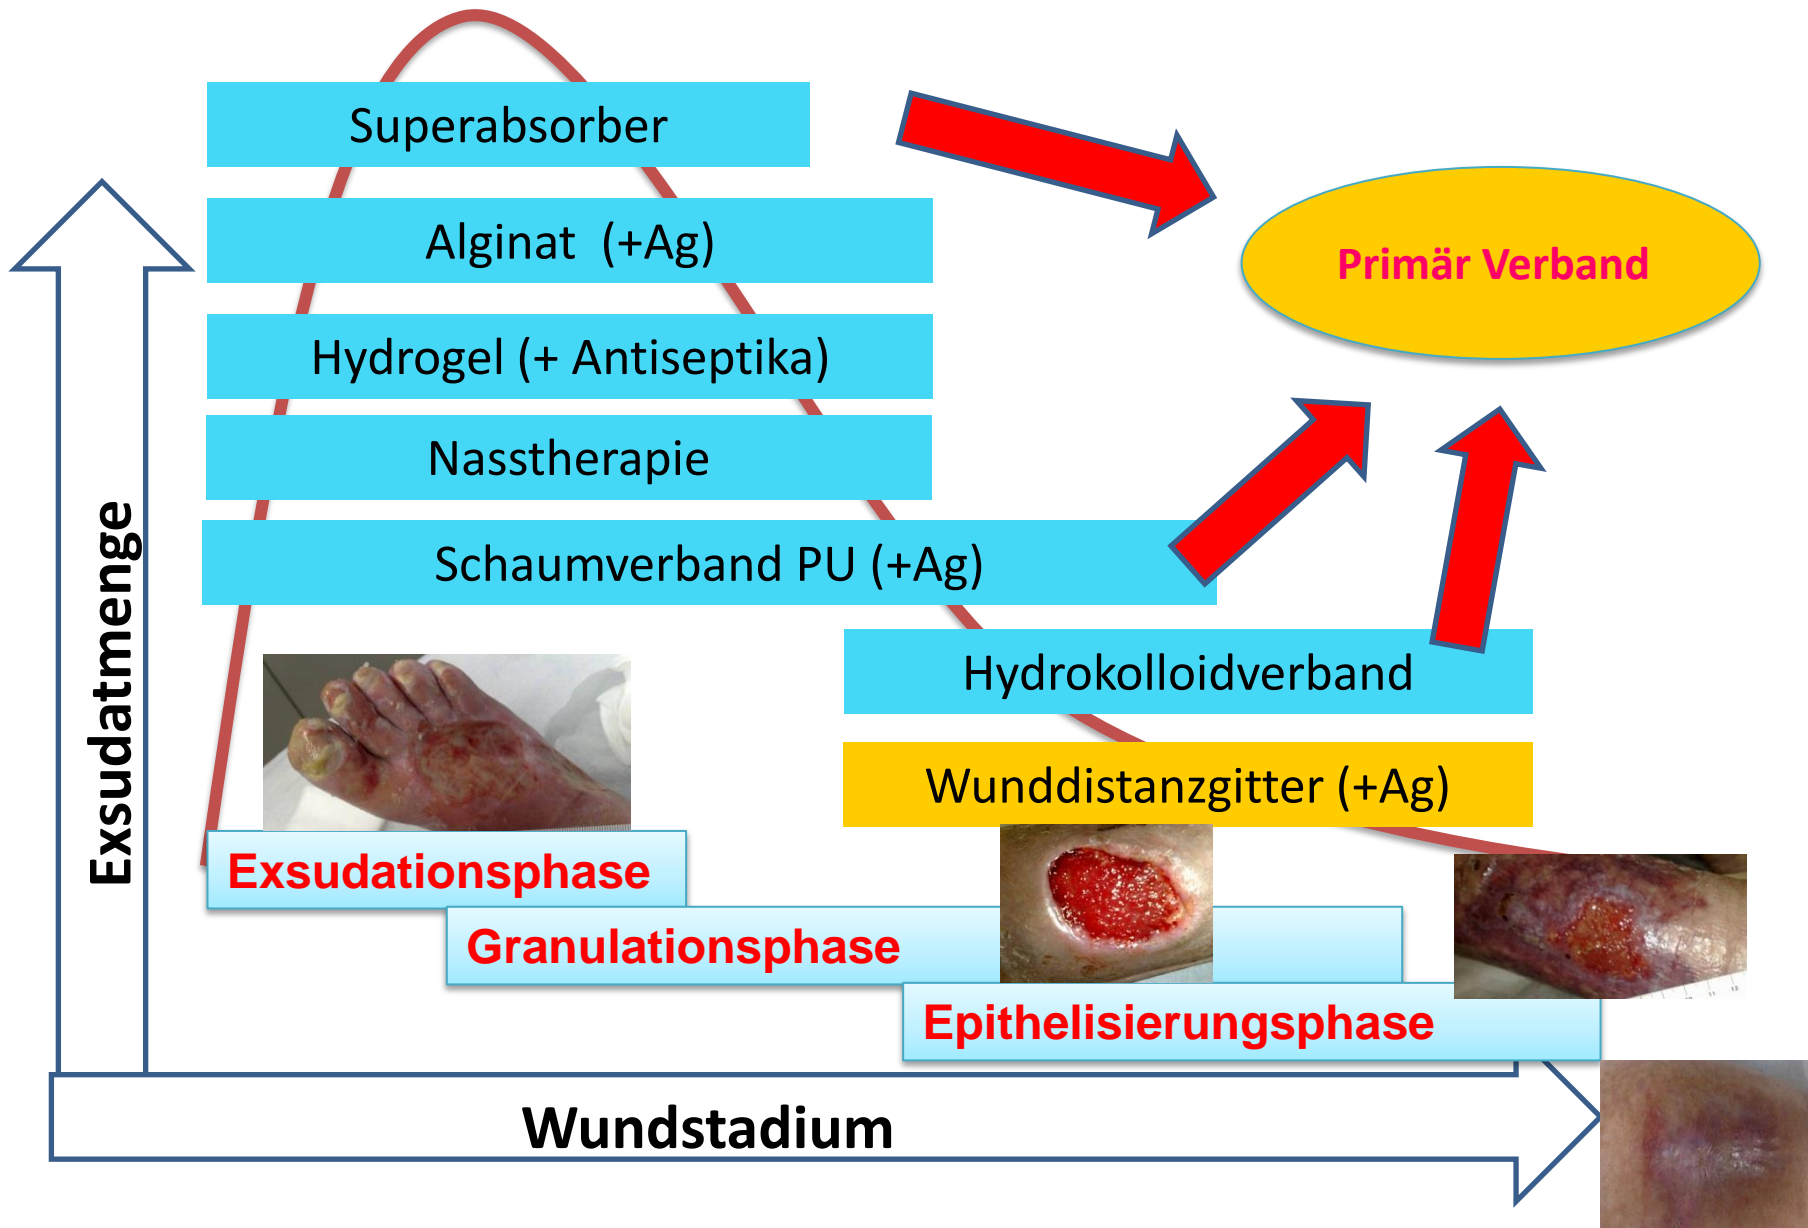 Superabsorber
Alginat  (+Ag)
Primär Verband
Hydrogel (+ Antiseptika)
Nasstherapie
Schaumverband PU (+Ag)
Hydrokolloidverband
Wunddistanzgitter (+Ag)
Exsudatmenge
Exsudationsphase
Granulationsphase
Epithelisierungsphase
Wundstadium